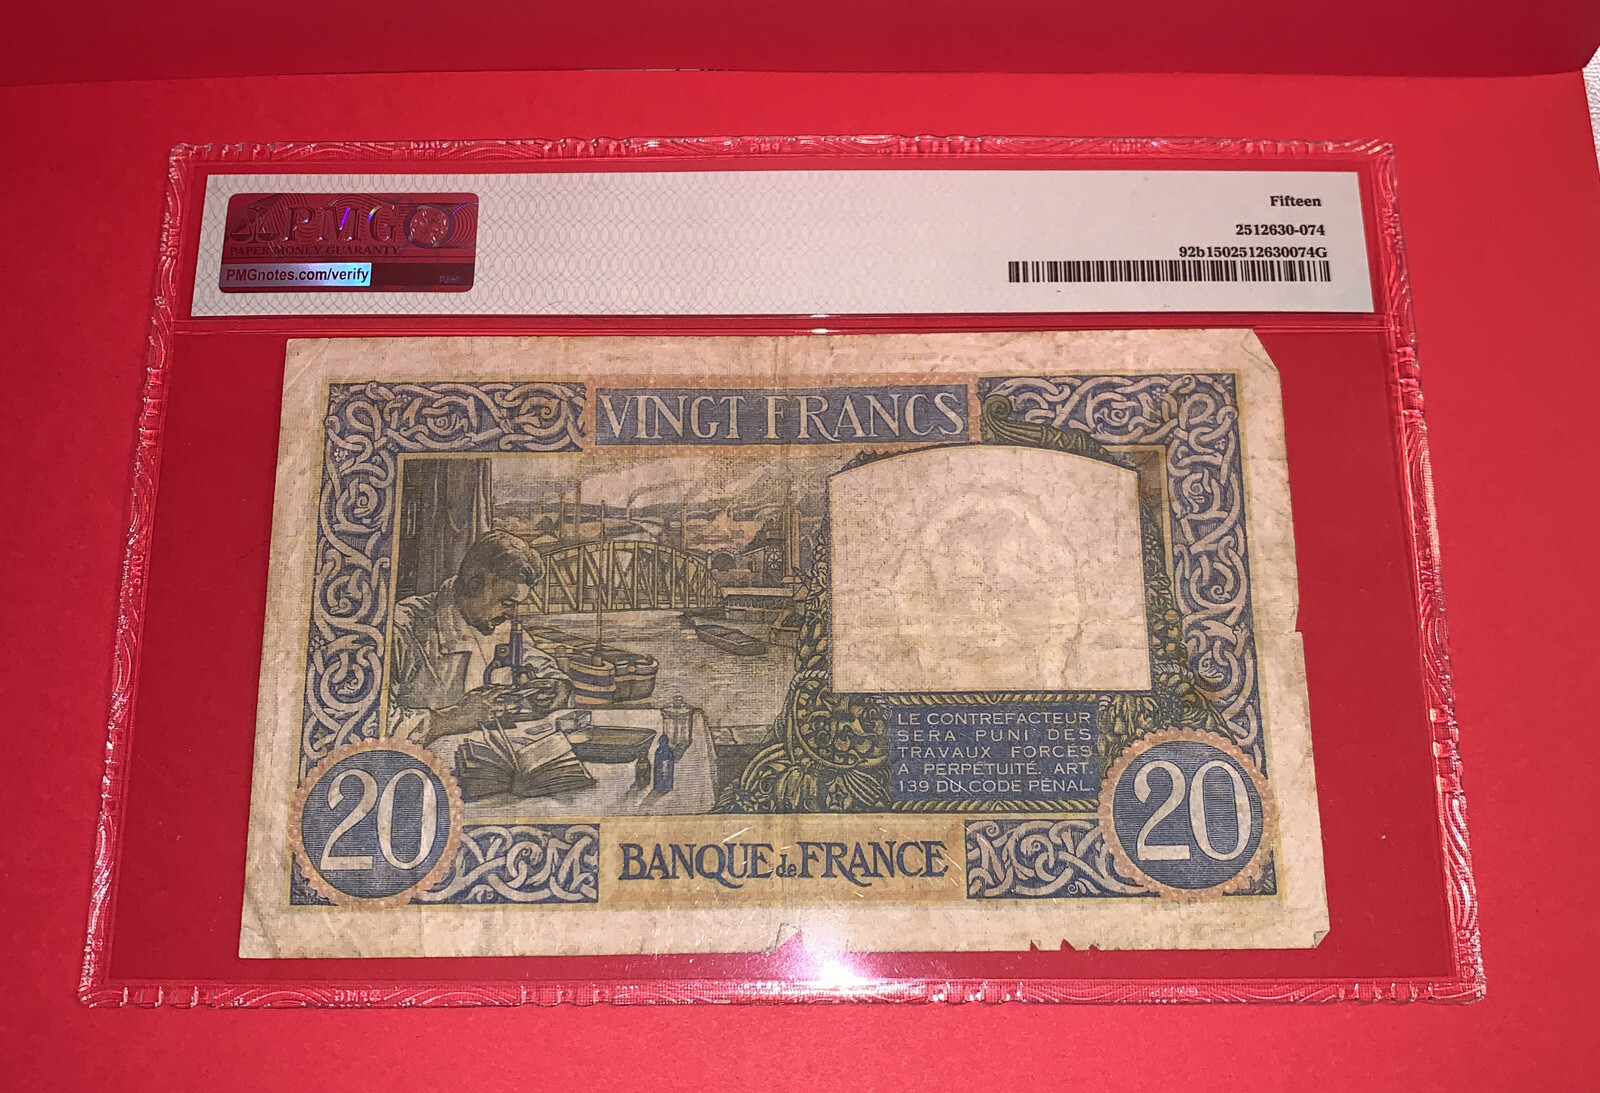 PMG
PAPER MONEY GUARANTY
PMGnotes.com/verify
Fifteen
2512630-074
92b1502512630074G
VINGT FRANCS
LE CONTREFACTEUR
SERA PUNI DES
TRAVAUX FORCÉS
A PERPÉTUITÉ. ART.
139 DU CODE PÉNAL.
20
20
BANQUE de FRANCE